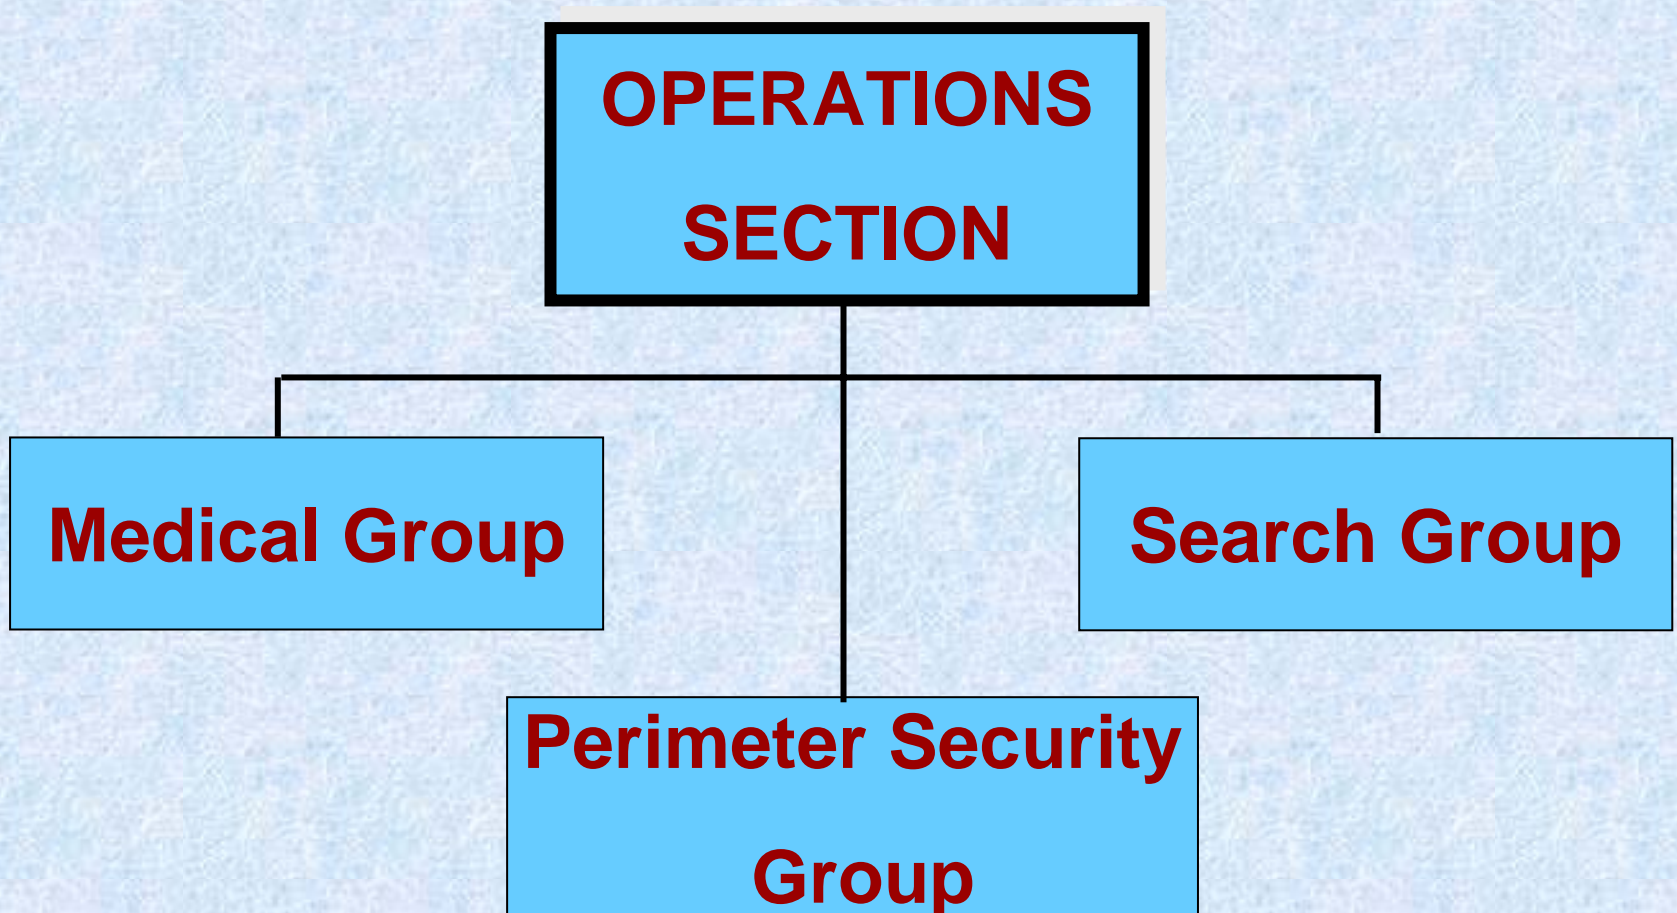 OPERATIONS
SECTION
Medical Group
Search Group
Perimeter Security
Group